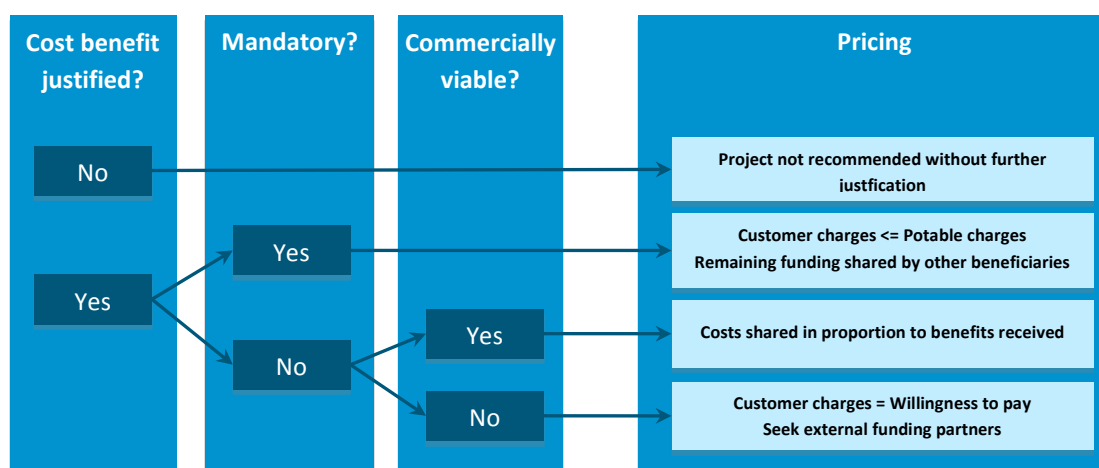 Cost benefit
justified?
Mandatory?
Commercially
viable?
Pricing
No
Project not recommended without further
justfication
Yes
Customer charges <= Potable charges
Remaining funding shared by other beneficiaries
Yes
Yes
Costs shared in proportion to benefits received
No
No
Customer charges = Willingness to pay
Seek external funding partners